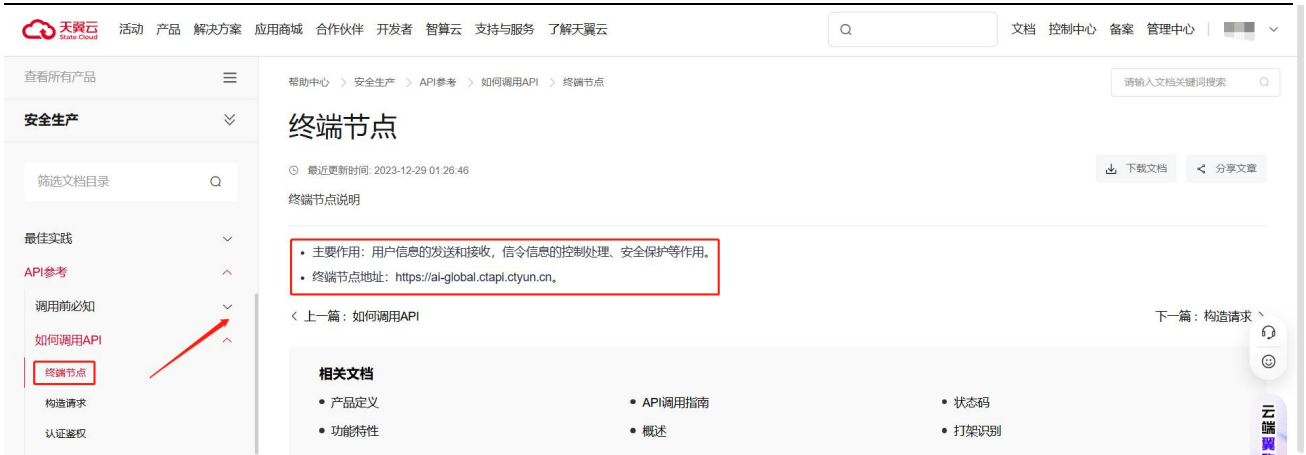 天翼云 活动 产品 解决方案 应用商城 合作伙伴 开发者 智算云 支持与服务 了解天翼云 文档 控制中心 备案 管理中心
State Cloud
查看所有产品
安全生产
筛选文档目录
最佳实践
API参考
调用前必知
如何调用API
终端节点
构造请求
认证鉴权
帮助中心 > 安全生产 > API参考 > 如何调用API > 终端节点
请输入文档关键词搜索
终端节点
最近更新时间: 2023-12-29 01:26:46
下载文档 分享文章
终端节点说明
• 主要作用：用户信息的发送和接收，信令信息的控制处理、安全保护等作用。
• 终端节点地址：https://ai-global.ctapi.ctyun.cn。
< 上一篇 : 如何调用API
下一篇 : 构造请求 >
相关文档
• 产品定义 • API调用指南 • 状态码
• 功能特性 • 概述 • 打架识别
云端翼